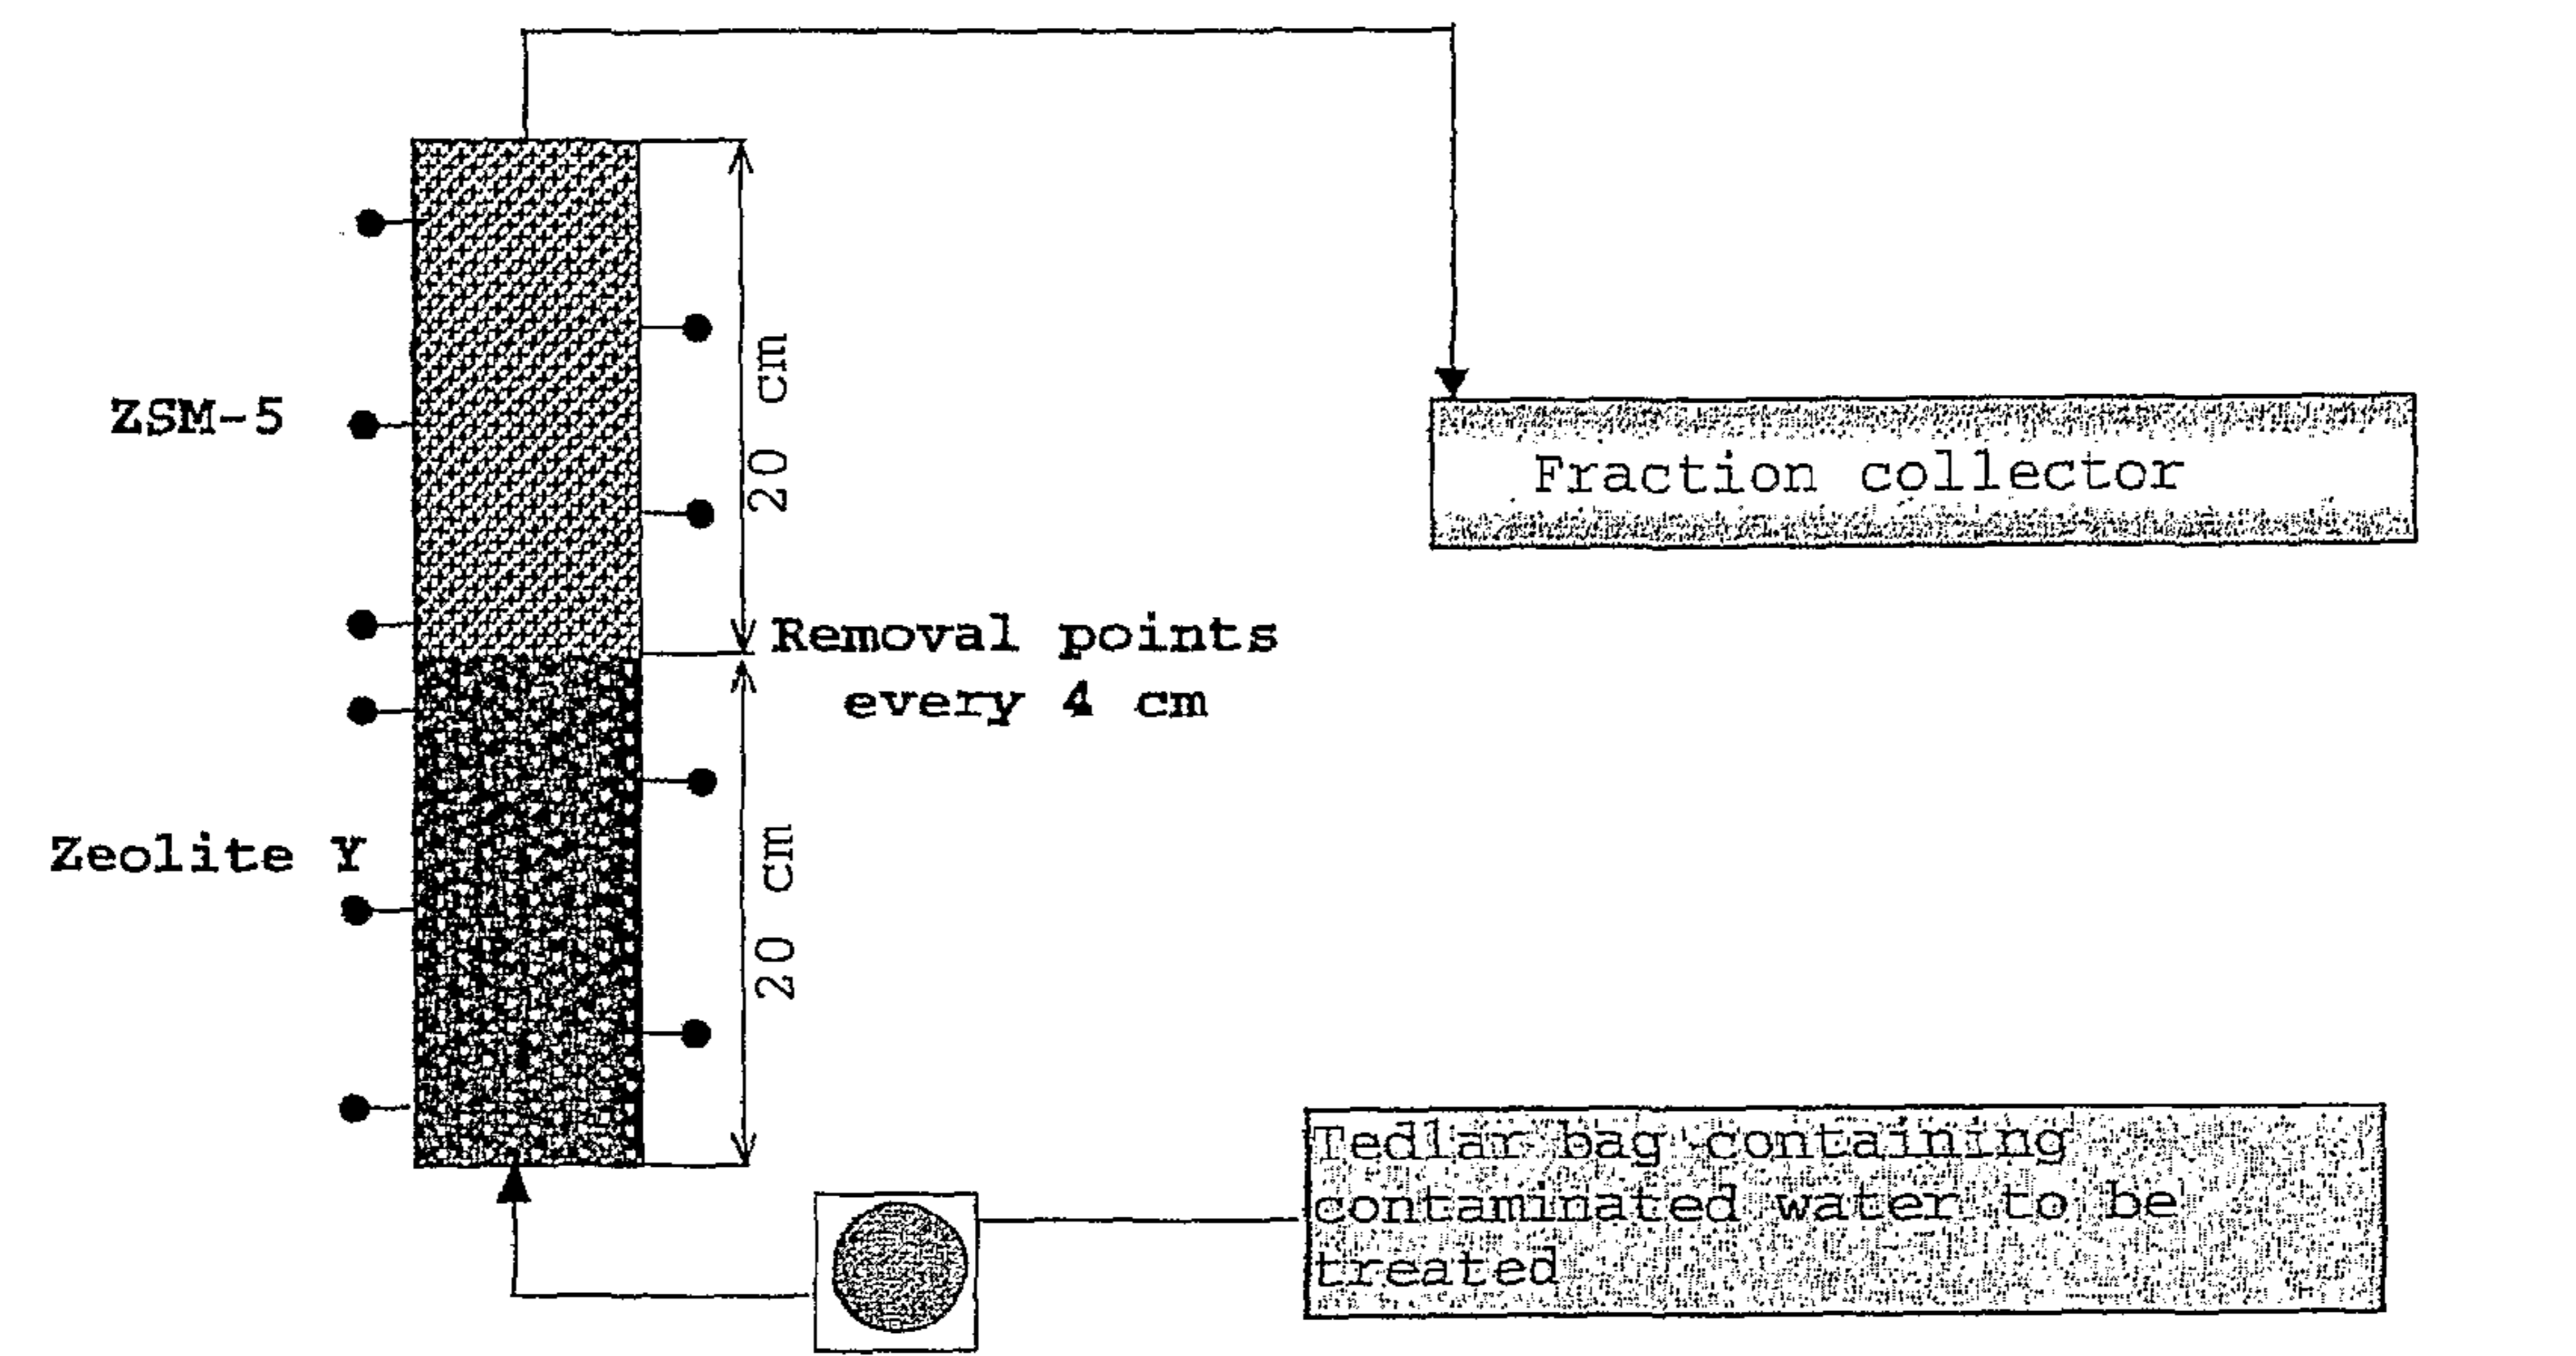 ZSM-5
20 cm
Fraction collector
Removal points
every 4 cm
Zeolite Y
20 cm
Tedlar bag containing
contaminated water to be
treated